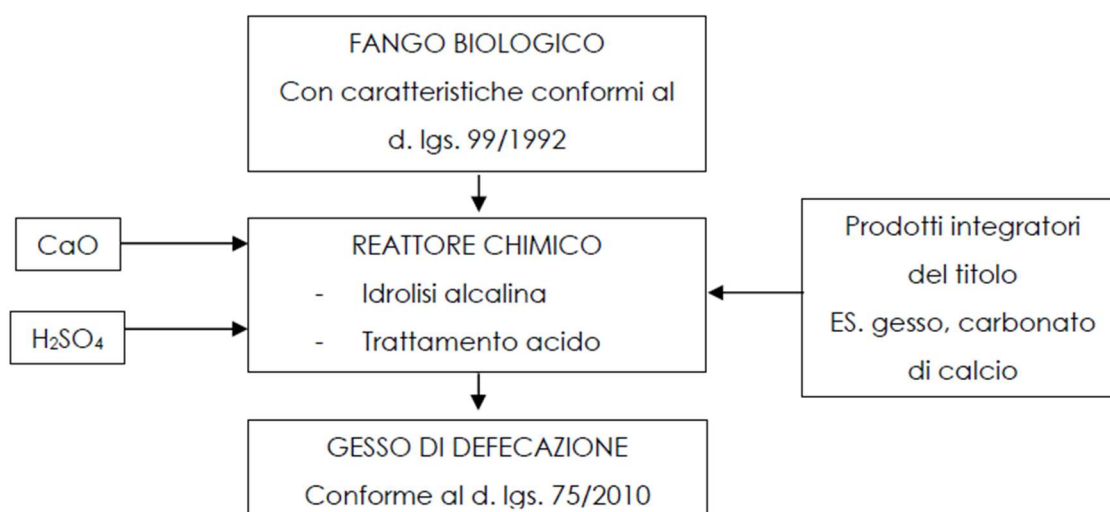 FANGO BIOLOGICO
Con caratteristiche conformi al
d. lgs. 99/1992
CaO
H₂SO₄
REATTORE CHIMICO
- Idrolisi alcalina
- Trattamento acido
Prodotti integratori
del titolo
ES. gesso, carbonato
di calcio
GESSO DI DEFECAZIONE
Conforme al d. lgs. 75/2010